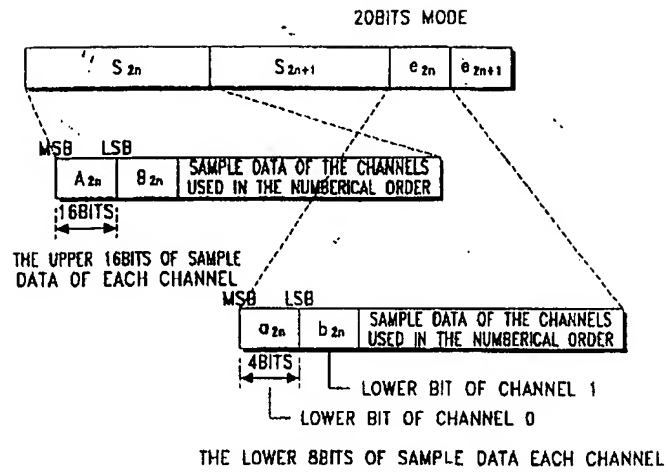 20BITS MODE
S2n S2n+1 e2n e2n+1
MSB LSB
A2n B2n SAMPLE DATA OF THE CHANNELS
USED IN THE NUMBERICAL ORDER
16BITS
THE UPPER 16BITS OF SAMPLE
DATA OF EACH CHANNEL
MSB LSB
a2n b2n SAMPLE DATA OF THE CHANNELS
USED IN THE NUMBERICAL ORDER
4BITS
LOWER BIT OF CHANNEL 1
LOWER BIT OF CHANNEL 0
THE LOWER 8BITS OF SAMPLE DATA EACH CHANNEL